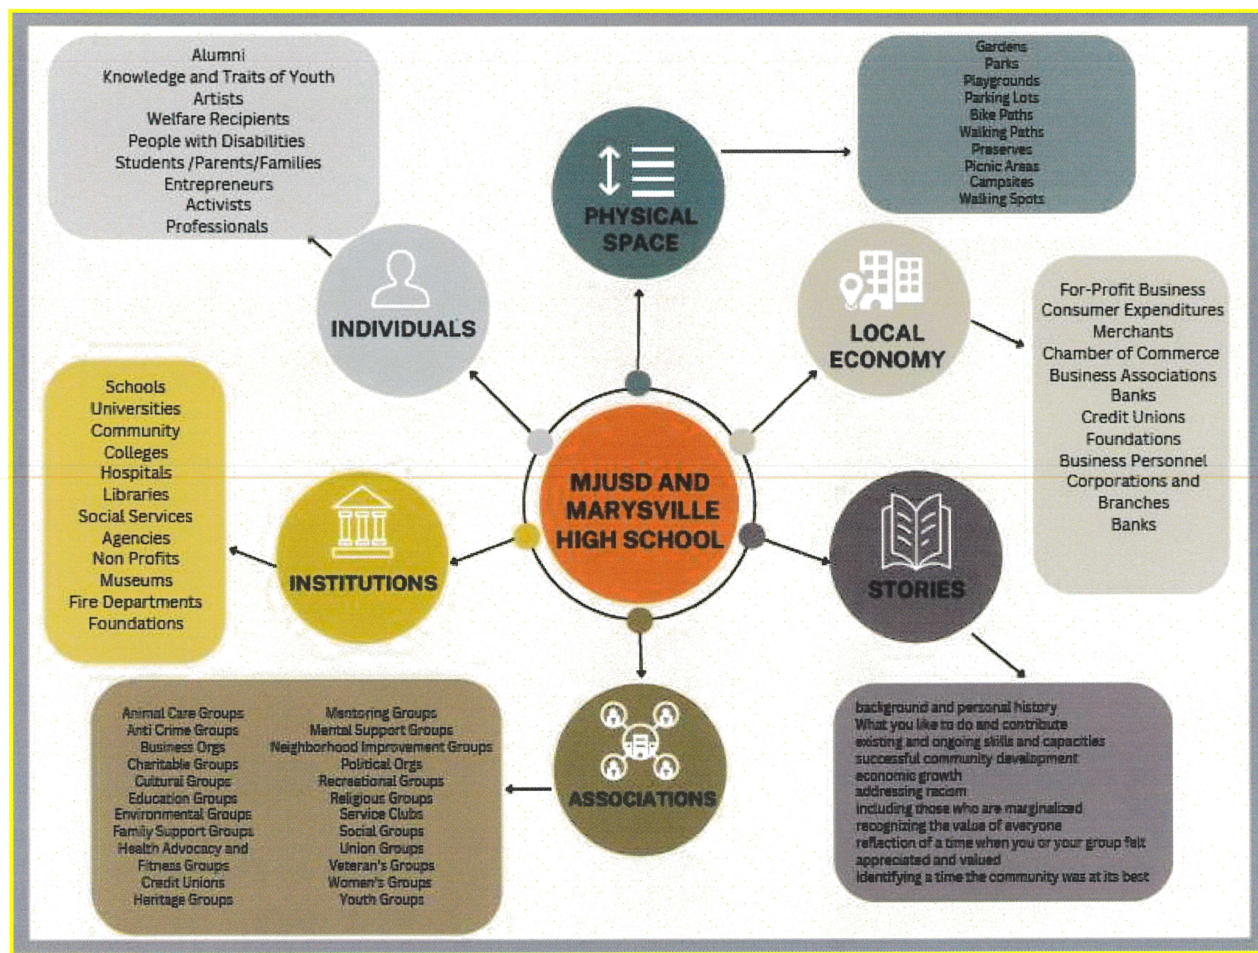 Alumni
Knowledge and Traits of Youth
Artists
Welfare Recipients
People with Disabilities
Students /Parents/Families
Entrepreneurs
Activists
Professionals
INDIVIDUALS
PHYSICAL
SPACE
Gardens
Parks
Playgrounds
Parking Lots
Bike Paths
Walking Paths
Preserves
Picnic Areas
Campsites
Walking Spots
LOCAL
ECONOMY
For-Profit Business
Consumer Expenditures
Merchants
Chamber of Commerce
Business Associations
Banks
Credit Unions
Foundations
Business Personnel
Corporations and
Branches
Banks
MJUSD AND
MARYSVILLE
HIGH SCHOOL
Schools
Universities
Community
Colleges
Hospitals
Libraries
Social Services
Agencies
Non Profits
Museums
Fire Departments
Foundations
INSTITUTIONS
STORIES
Animal Care Groups
Anti Crime Groups
Business Orgs
Charitable Groups
Cultural Groups
Education Groups
Environmental Groups
Family Support Groups
Health Advocacy and
Fitness Groups
Credit Unions
Heritage Groups
Mentoring Groups
Mental Support Groups
Neighborhood Improvement Groups
Political Orgs
Recreational Groups
Religious Groups
Service Clubs
Social Groups
Union Groups
Veteran's Groups
Women's Groups
Youth Groups
ASSOCIATIONS
background and personal history
What you like to do and contribute
existing and ongoing skills and capacities
successful community development
economic growth
addressing racism
including those who are marginalized
recognizing the value of everyone
reflection of a time when you or your group felt
appreciated and valued
identifying a time the community was at its best